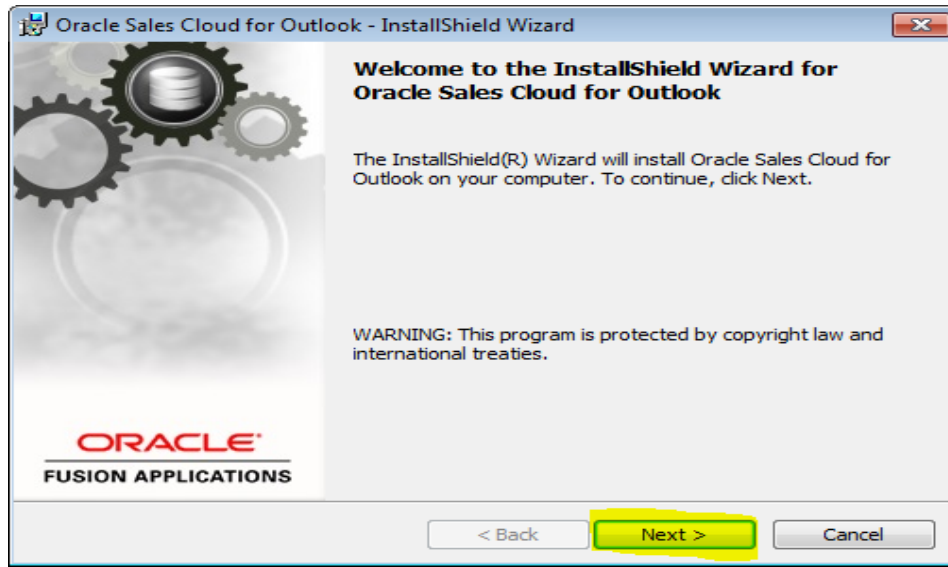 Oracle Sales Cloud for Outlook - InstallShield Wizard
Welcome to the InstallShield Wizard for
Oracle Sales Cloud for Outlook
The InstallShield(R) Wizard will install Oracle Sales Cloud for
Outlook on your computer. To continue, click Next.
WARNING: This program is protected by copyright law and
international treaties.
ORACLE
FUSION APPLICATIONS
< Back
Next >
Cancel